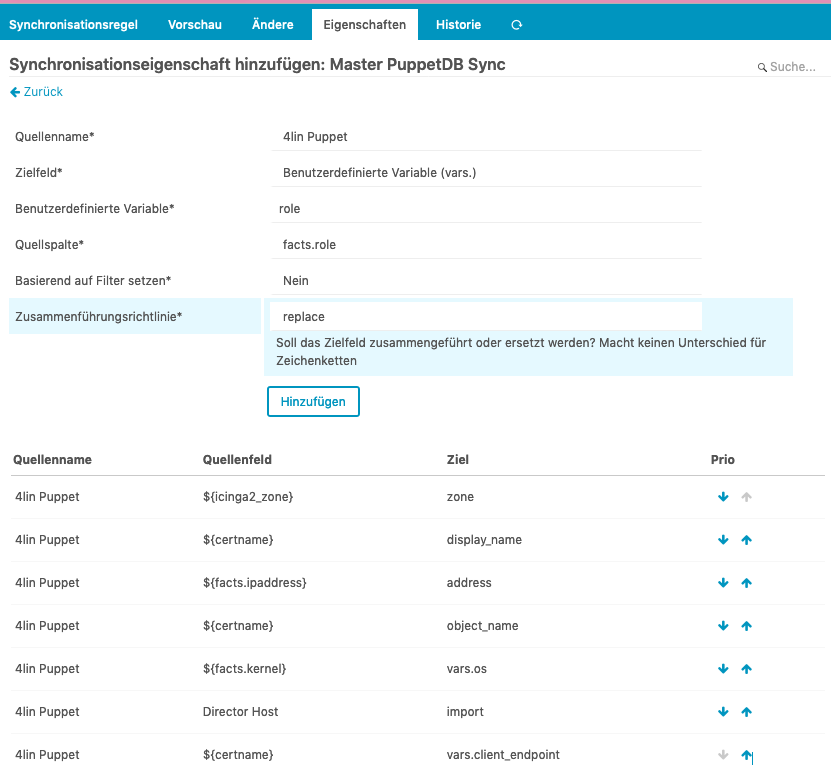 Synchronisationsregel Vorschau Ändere Eigenschaften Historie
Synchronisationseigenschaft hinzufügen: Master PuppetDB Sync
Suche...
Zurück
Quellenname* 4lin Puppet
Zielfeld* Benutzerdefinierte Variable (vars.)
Benutzerdefinierte Variable* role
Quellspalte* facts.role
Basierend auf Filter setzen* Nein
Zusammenführungsrichtlinie* replace
Soll das Zielfeld zusammengeführt oder ersetzt werden? Macht keinen Unterschied für
Zeichenketten
Hinzufügen
Quellenname Quellenfeld Ziel Prio
4lin Puppet ${icinga2_zone} zone
4lin Puppet ${certname} display_name
4lin Puppet ${facts.ipaddress} address
4lin Puppet ${certname} object_name
4lin Puppet ${facts.kernel} vars.os
4lin Puppet Director Host import
4lin Puppet ${certname} vars.client_endpoint